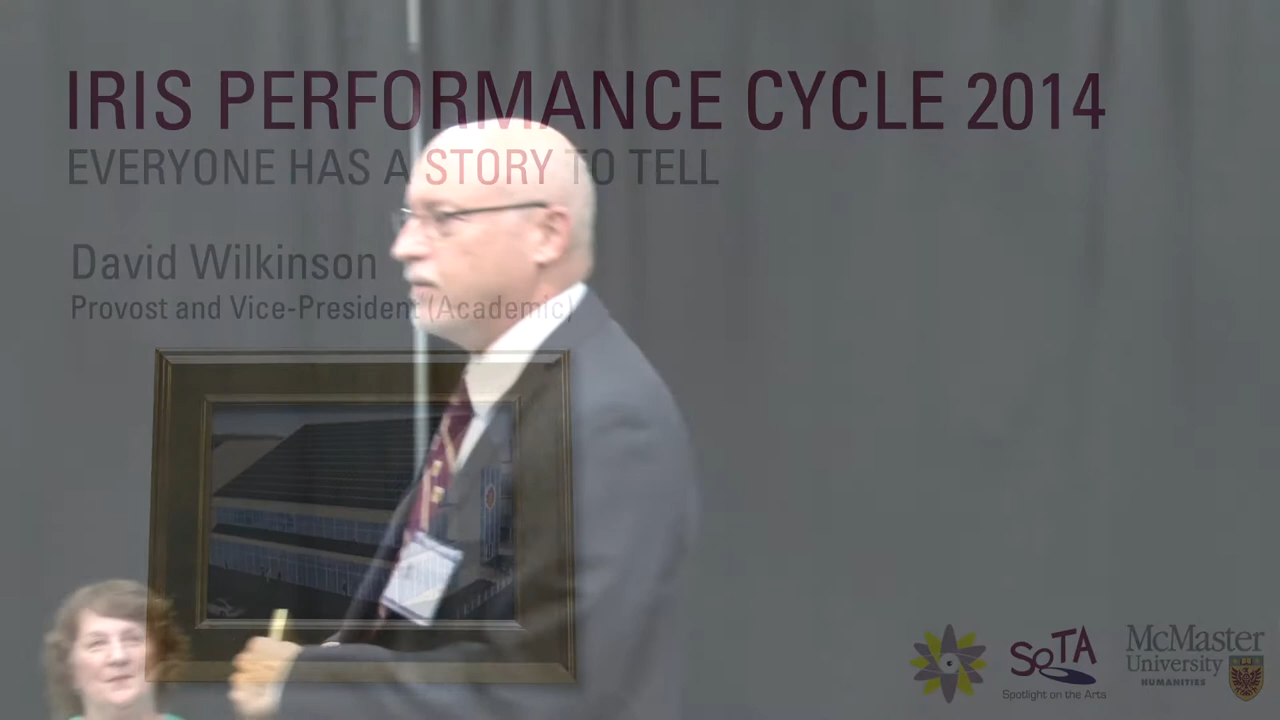 IRIS PERFORMANCE CYCLE 2014
EVERYONE HAS A STORY TO TELL
David Wilkinson
Provost and Vice-President (Academic)
SOTA
Spotlight on the Arts
McMaster
University
HUMANITIES